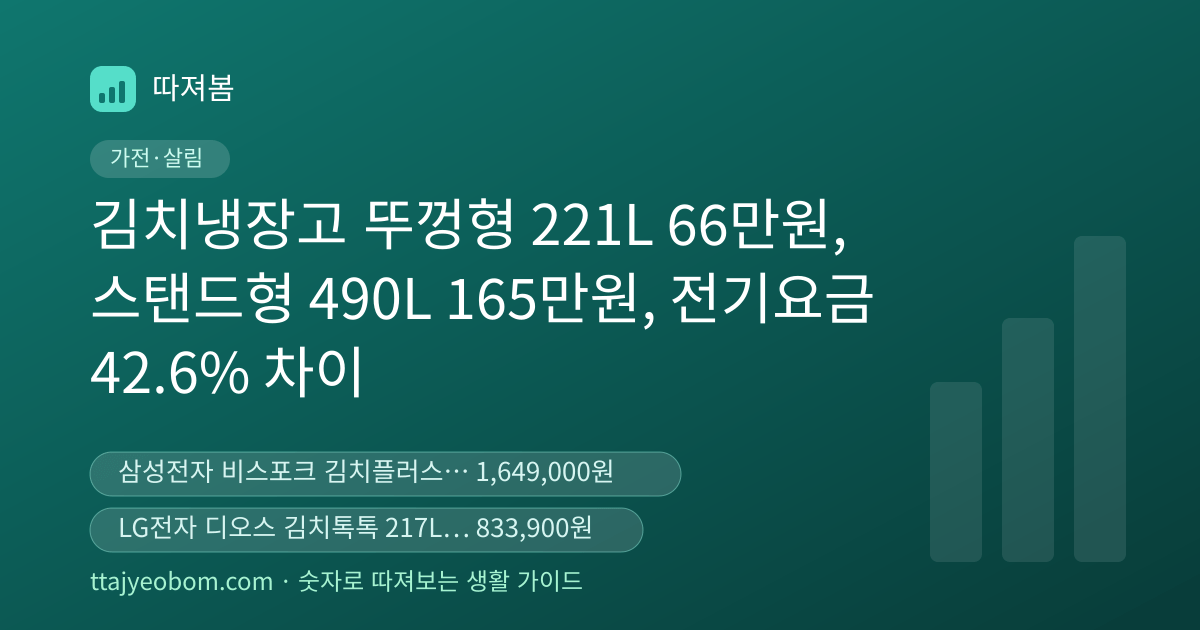 따져봄
가전·살림
김치냉장고 뚜껑형 221L 66만원,
스탠드형 490L 165만원, 전기요금
42.6% 차이
삼성전자 비스포크 김치플러스… 1,649,000원
LG전자 디오스 김치톡톡 217L… 833,900원
ttajyeobom.com · 숫자로 따져보는 생활 가이드